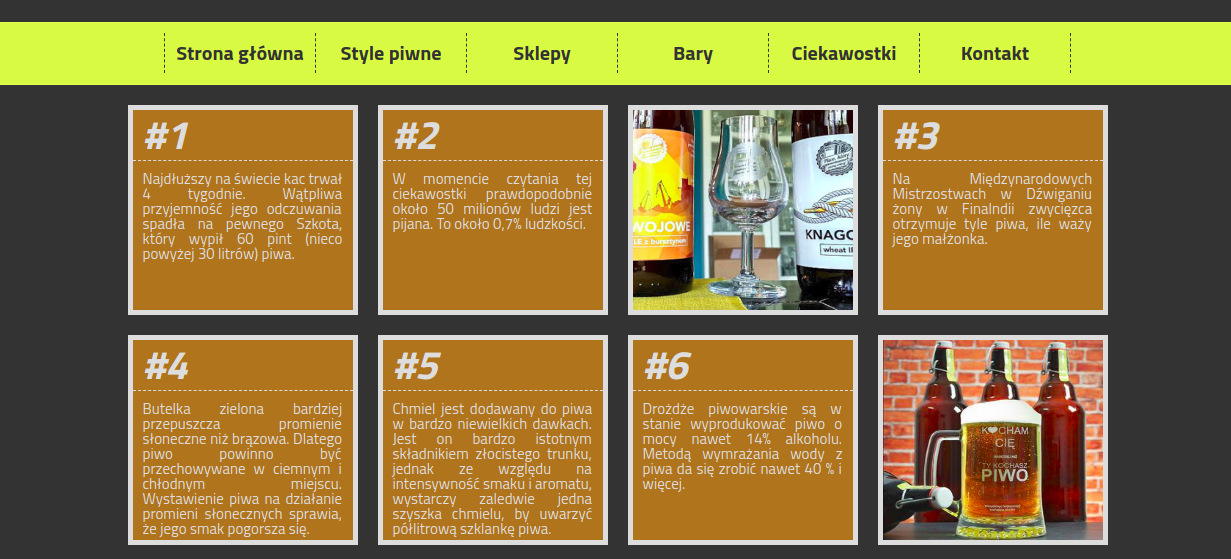 Strona główna
Style piwne
Sklepy
Bary
Ciekawostki
Kontakt
#1
Najdłuższy na świecie kac trwał
4 tygodnie. Wątpliwa
przyjemność jego odczuwania
spadła na pewnego Szkota,
który wypił 60 pint (nieco
powyżej 30 litrów) piwa.
#2
W momencie czytania tej
ciekawostki prawdopodobnie
około 50 milionów ludzi jest
pijana. To około 0,7% ludzkości.
WOJOWE
LE z bursztynem
KNAGO
wheat IP
#3
Na Międzynarodowych
Mistrzostwach w Dźwiganiu
żony w Finalndii zwycięzca
otrzymuje tyle piwa, ile waży
jego małżonka.
#4
Butelka zielona bardziej
przepuszcza promienie
słoneczne niż brązowa. Dlatego
piwo powinno być
przechowywane w ciemnym i
chłodnym miejscu.
Wystawienie piwa na działanie
promieni słonecznych sprawia,
że jego smak pogorsza się.
#5
Chmiel jest dodawany do piwa
w bardzo niewielkich dawkach.
Jest on bardzo istotnym
składnikiem złocistego trunku,
jednak ze względu na
intensywność smaku i aromatu,
wystarczy zaledwie jedna
szyszka chmielu, by uwarzyć
półlitrową szklankę piwa.
#6
Drożdże piwowarskie są w
stanie wyprodukować piwo o
mocy nawet 14% alkoholu.
Metodą wymrażania wody z
piwa da się zrobić nawet 40 % i
więcej.
K♥CHAM
CIĘ
TY KOCHASZ
PIWO